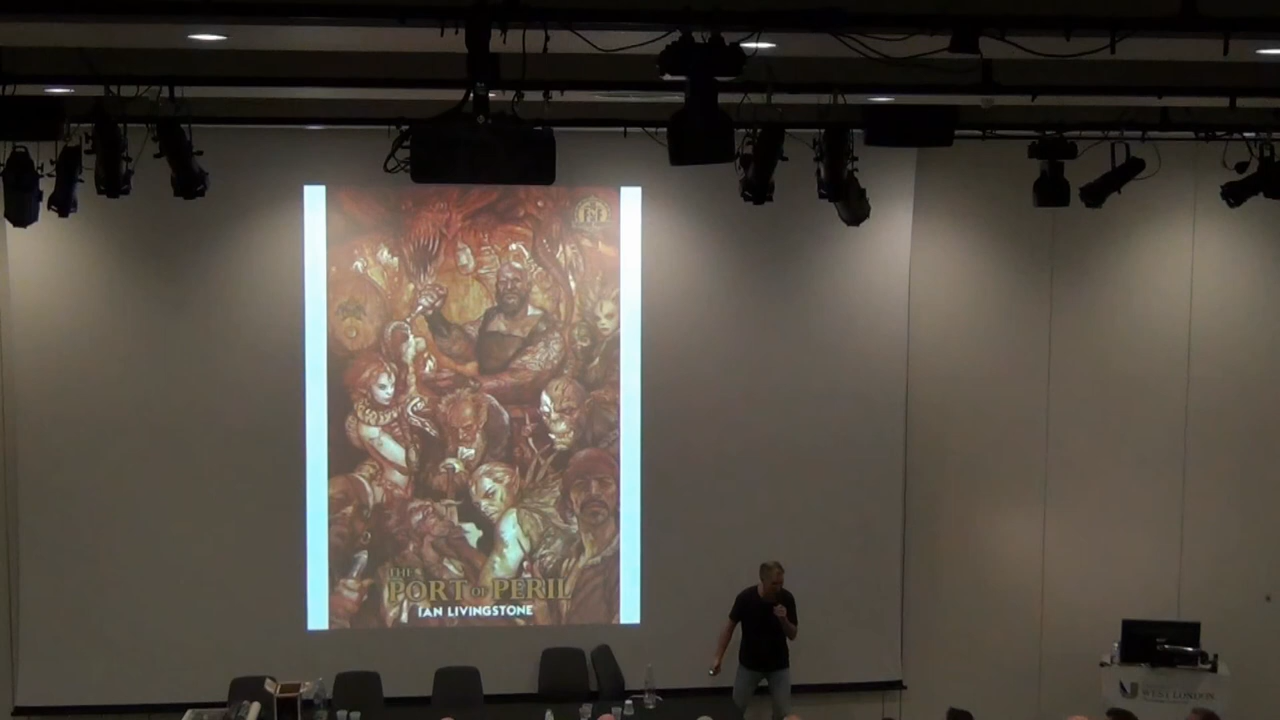 FF
THE
PORT OF PERIL
IAN LIVINGSTONE
WEST LONDON